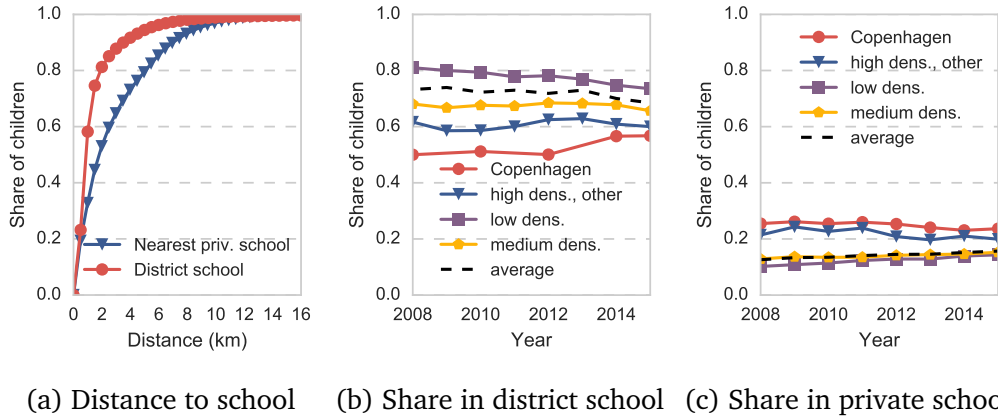 1.0
0.8
0.6
0.4
0.2
0.0
Share of children
Nearest priv. school
District school
0 2 4 6 8 10 12 14 16
Distance (km)
(a) Distance to school
1.0
0.8
0.6
0.4
0.2
0.0
Share of children
Copenhagen
high dens., other
low dens.
medium dens.
average
2008 2010 2012 2014
Year
(b) Share in district school
1.0
0.8
0.6
0.4
0.2
0.0
Share of children
Copenhagen
high dens., other
low dens.
medium dens.
average
2008 2010 2012 2014
Year
(c) Share in private schoo